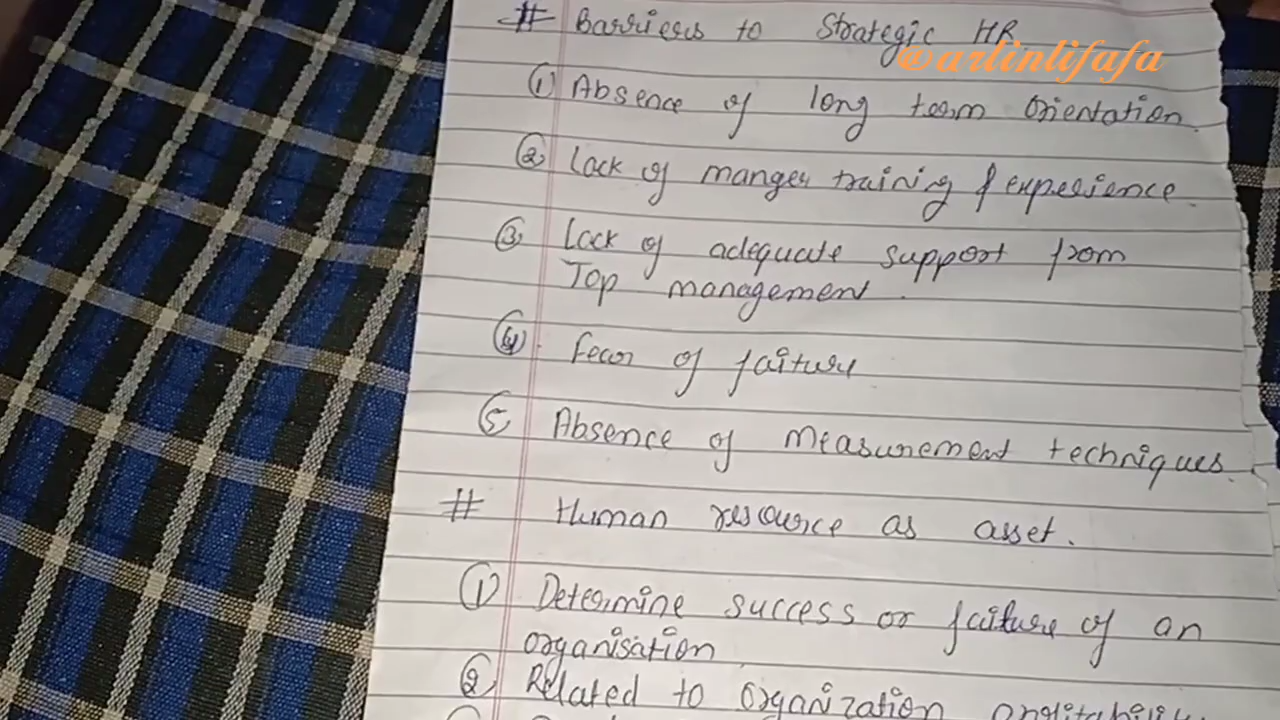 # Barriers to Strategic HR
@arlinlifafa
① Absence of long term Orientation.
② Lack of manger training & experience.
③ Lack of adequate support from
Top management.
④ Fear of faiture
⑤ Absence of Measurement techniques.
# Human resource as asset.
① Determine success or failure of an
organisation
② Related to Organization